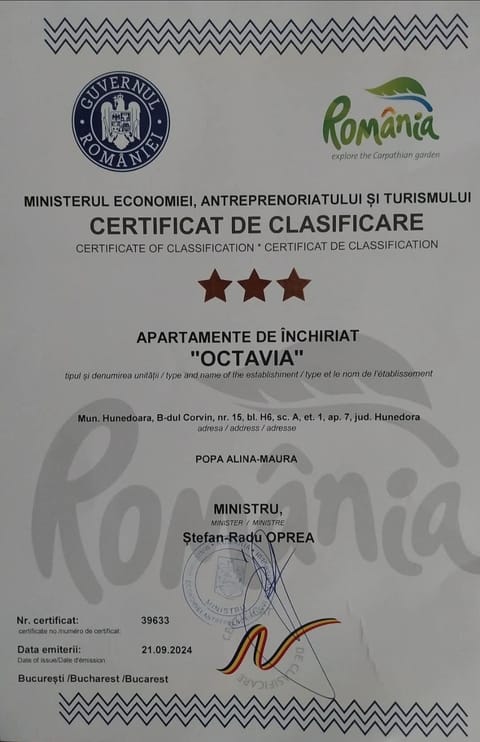 GUVERNUL ROMÂNIEI
România
explore the Carpathian garden
MINISTERUL ECONOMIEI, ANTREPRENORIATULUI ȘI TURISMULUI
CERTIFICAT DE CLASIFICARE
CERTIFICATE OF CLASSIFICATION * CERTIFICAT DE CLASSIFICATION
APARTAMENTE DE ÎNCHIRIAT
"OCTAVIA"
tipul și denumirea unității / type and name of the establishment / type et le nom de l'établissement
Mun. Hunedoara, B-dul Corvin, nr. 15, bl. H6, sc. A, et. 1, ap. 7, jud. Hunedora
adresa / address / adresse
POPA ALINA-MAURA
România
MINISTRU,
MINISTER / MINISTRE
Ștefan-Radu OPREA
MINISTRU
Nr. certificat: 39633
certificate no./numéro de certificat:
Data emiterii: 21.09.2024
Date of issue/Date d'émission
București /Bucharest /Bucarest
DE CLASIFICARE